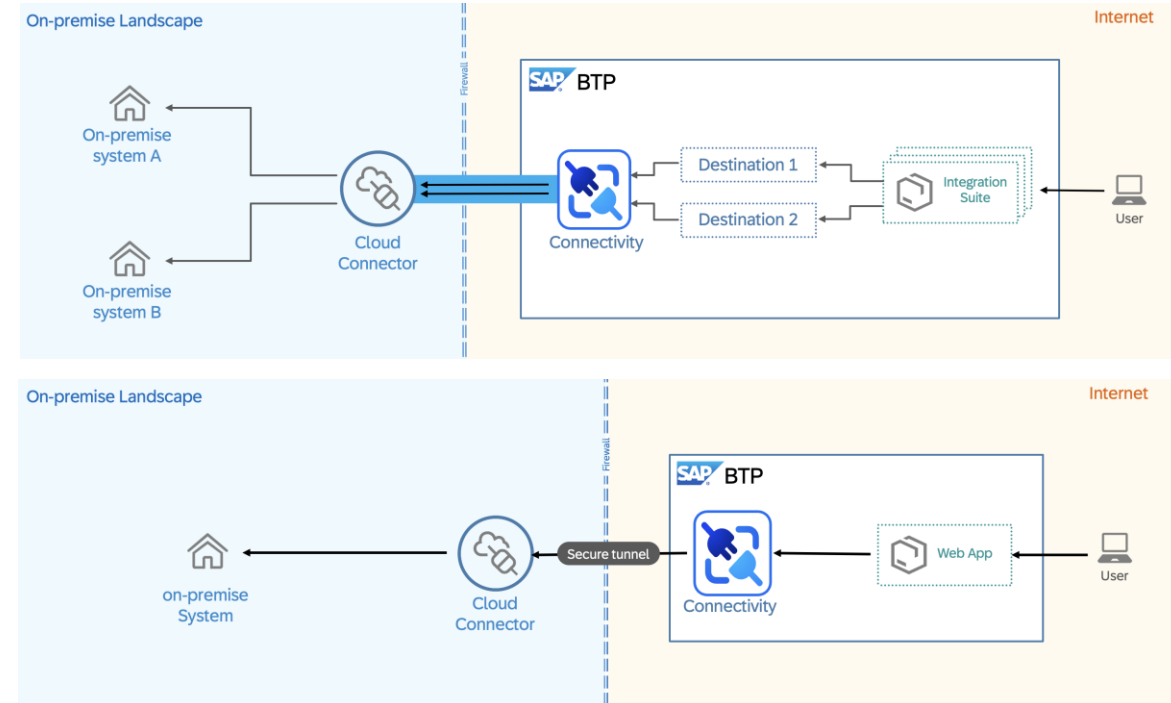 On-premise Landscape
Internet
Firewall
SAP BTP
On-premise
system A
Destination 1
Integration
Suite
User
Destination 2
Connectivity
Cloud
Connector
On-premise
system B
On-premise Landscape
Internet
Firewall
SAP BTP
Secure tunnel
Web App
User
on-premise
System
Cloud
Connector
Connectivity